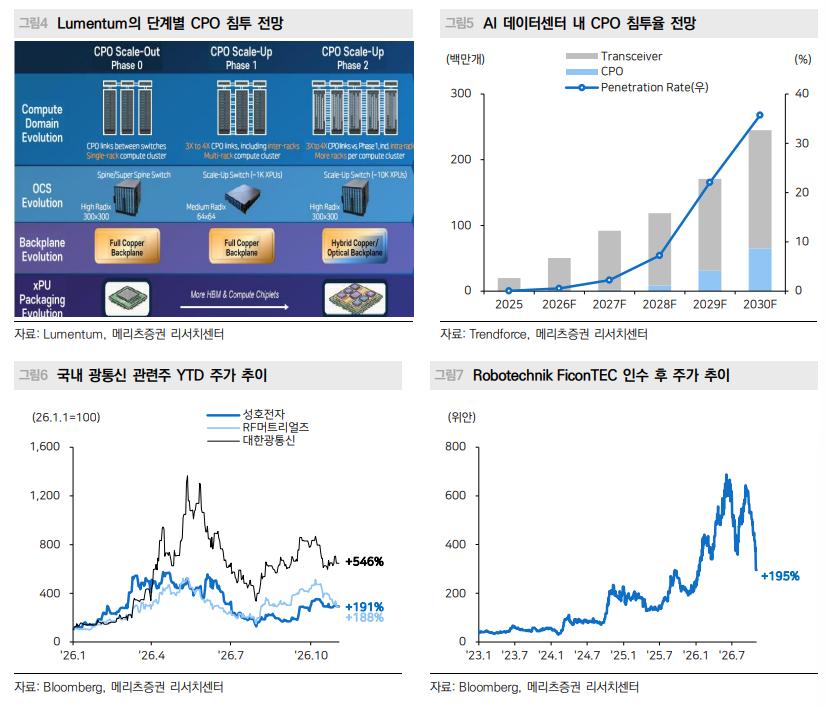 그림4 Lumentum의 단계별 CPO 침투 전망
CPO Scale-Out
Phase 0
CPO Scale-Up
Phase 1
CPO Scale-Up
Phase 2
Compute
Domain
Evolution
CPO links between switches
Single-rack compute cluster
3X to 4X CPO links, including inter-racks
Multi-rack compute cluster
3X to 4X CPO links vs Phase1, incl. intra-rack
More racks per compute cluster
OCS
Evolution
Spine/Super Spine Switch
High Radix
300x300
Scale-Up Switch (~1K XPUs)
Medium Radix
64x64
Scale-Up Switch (~10K XPUs)
High Radix
300x300
Backplane
Evolution
Full Copper
Backplane
Full Copper
Backplane
Hybrid Copper/
Optical Backplane
xPU
Packaging
Evolution
More HBM & Compute Chiplets
자료: Lumentum, 메리츠증권 리서치센터
그림5 AI 데이터센터 내 CPO 침투율 전망
(백만개)
(%)
Transceiver
CPO
Penetration Rate(우)
300
200
100
0
40
30
20
10
0
2025 2026F 2027F 2028F 2029F 2030F
자료: Trendforce, 메리츠증권 리서치센터
그림6 국내 광통신 관련주 YTD 주가 추이
(26.1.1=100)
성호전자
RF머트리얼즈
대한광통신
1,600
1,200
800
400
0
+546%
+191%
+188%
'26.1 '26.4 '26.7 '26.10
자료: Bloomberg, 메리츠증권 리서치센터
그림7 Robotechnik FiconTEC 인수 후 주가 추이
(위안)
800
600
400
200
0
+195%
'23.1 '23.7 '24.1 '24.7 '25.1 '25.7 '26.1 '26.7
자료: Bloomberg, 메리츠증권 리서치센터